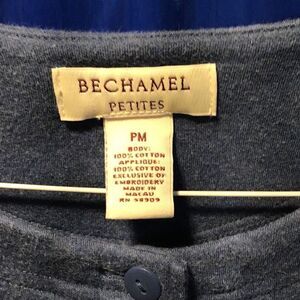 BECHAMEL
PETITES
PM
BODY:
100% COTTON
APPLIQUE:
100% COTTON
EXCLUSIVE OF
EMBROIDERY
MADE IN
MACAU
RN 58909